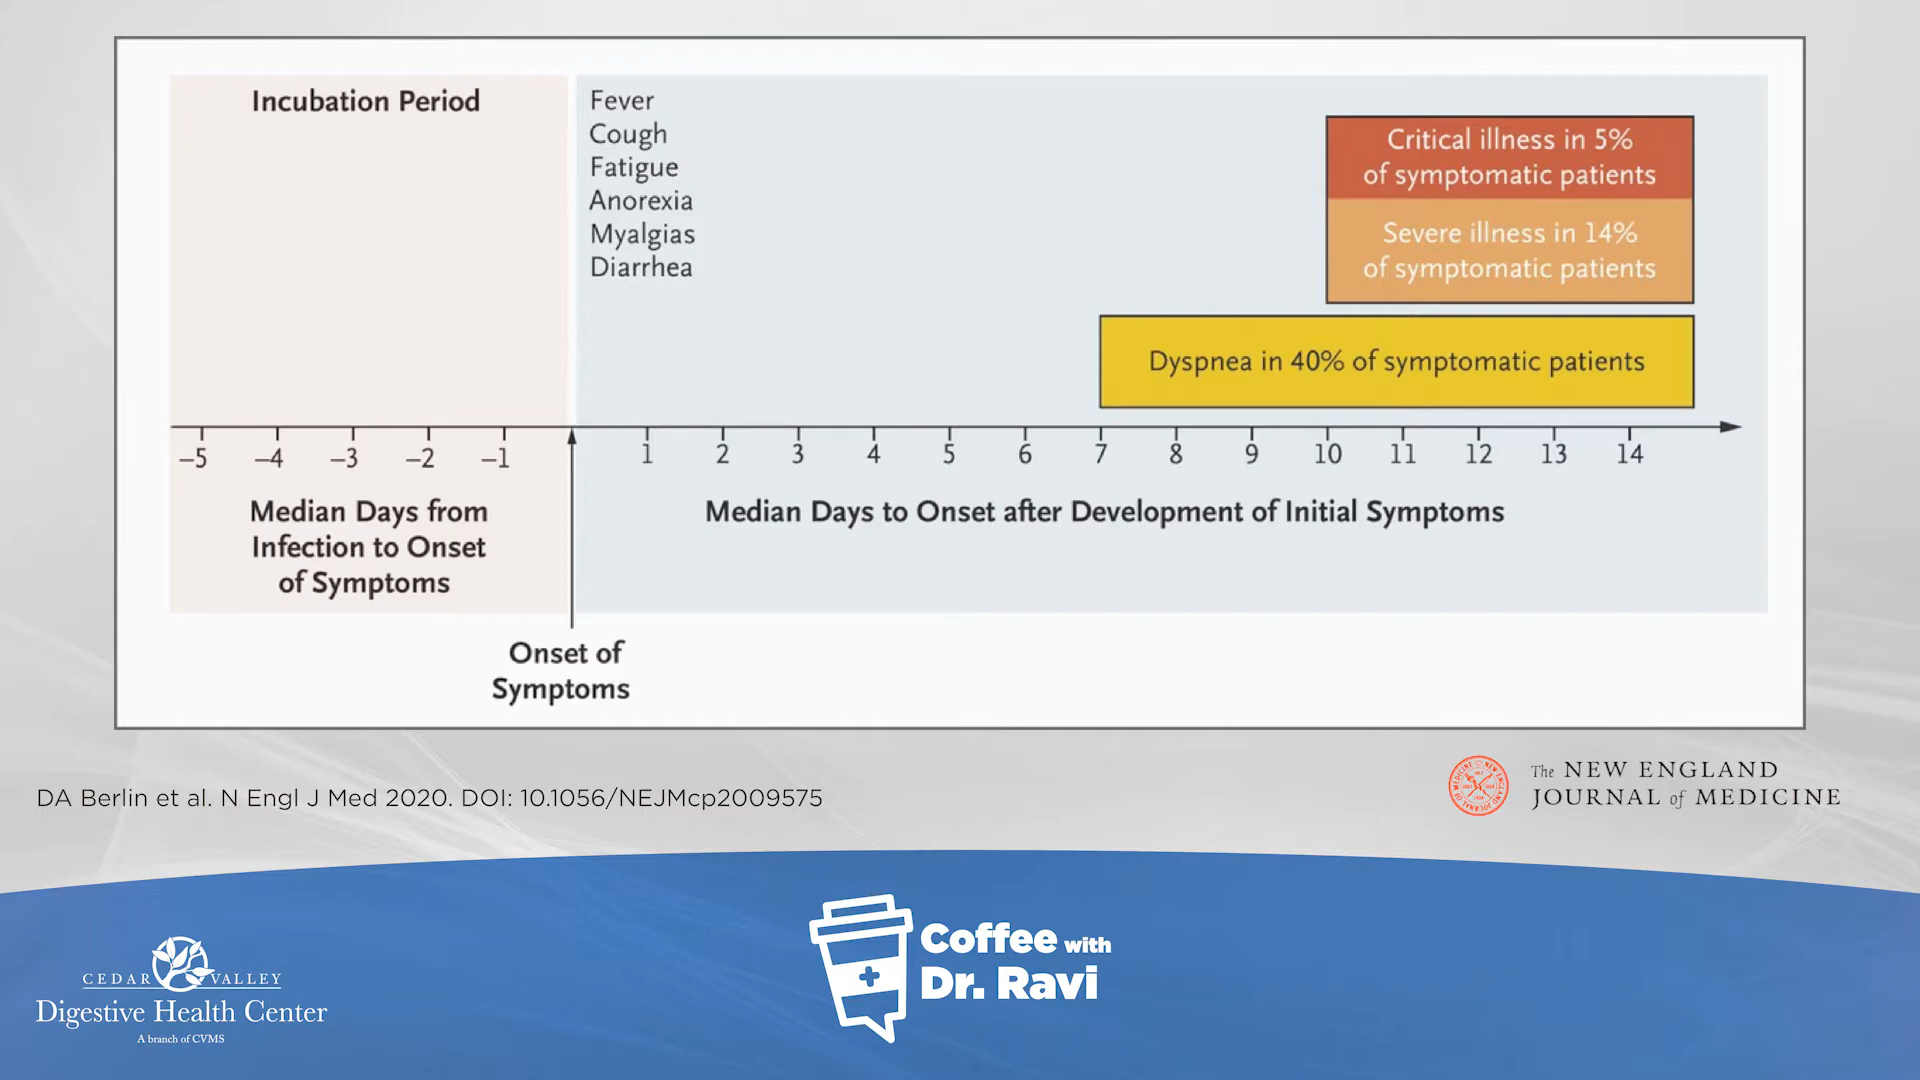 Incubation Period
Fever
Cough
Fatigue
Anorexia
Myalgias
Diarrhea
Critical illness in 5%
of symptomatic patients
Severe illness in 14%
of symptomatic patients
Dyspnea in 40% of symptomatic patients
–5 –4 –3 –2 –1 1 2 3 4 5 6 7 8 9 10 11 12 13 14
Median Days from
Infection to Onset
of Symptoms
Median Days to Onset after Development of Initial Symptoms
Onset of
Symptoms
DA Berlin et al. N Engl J Med 2020. DOI: 10.1056/NEJMcp2009575
The NEW ENGLAND
JOURNAL of MEDICINE
CEDAR VALLEY
Digestive Health Center
A branch of CVMS
Coffee with
Dr. Ravi